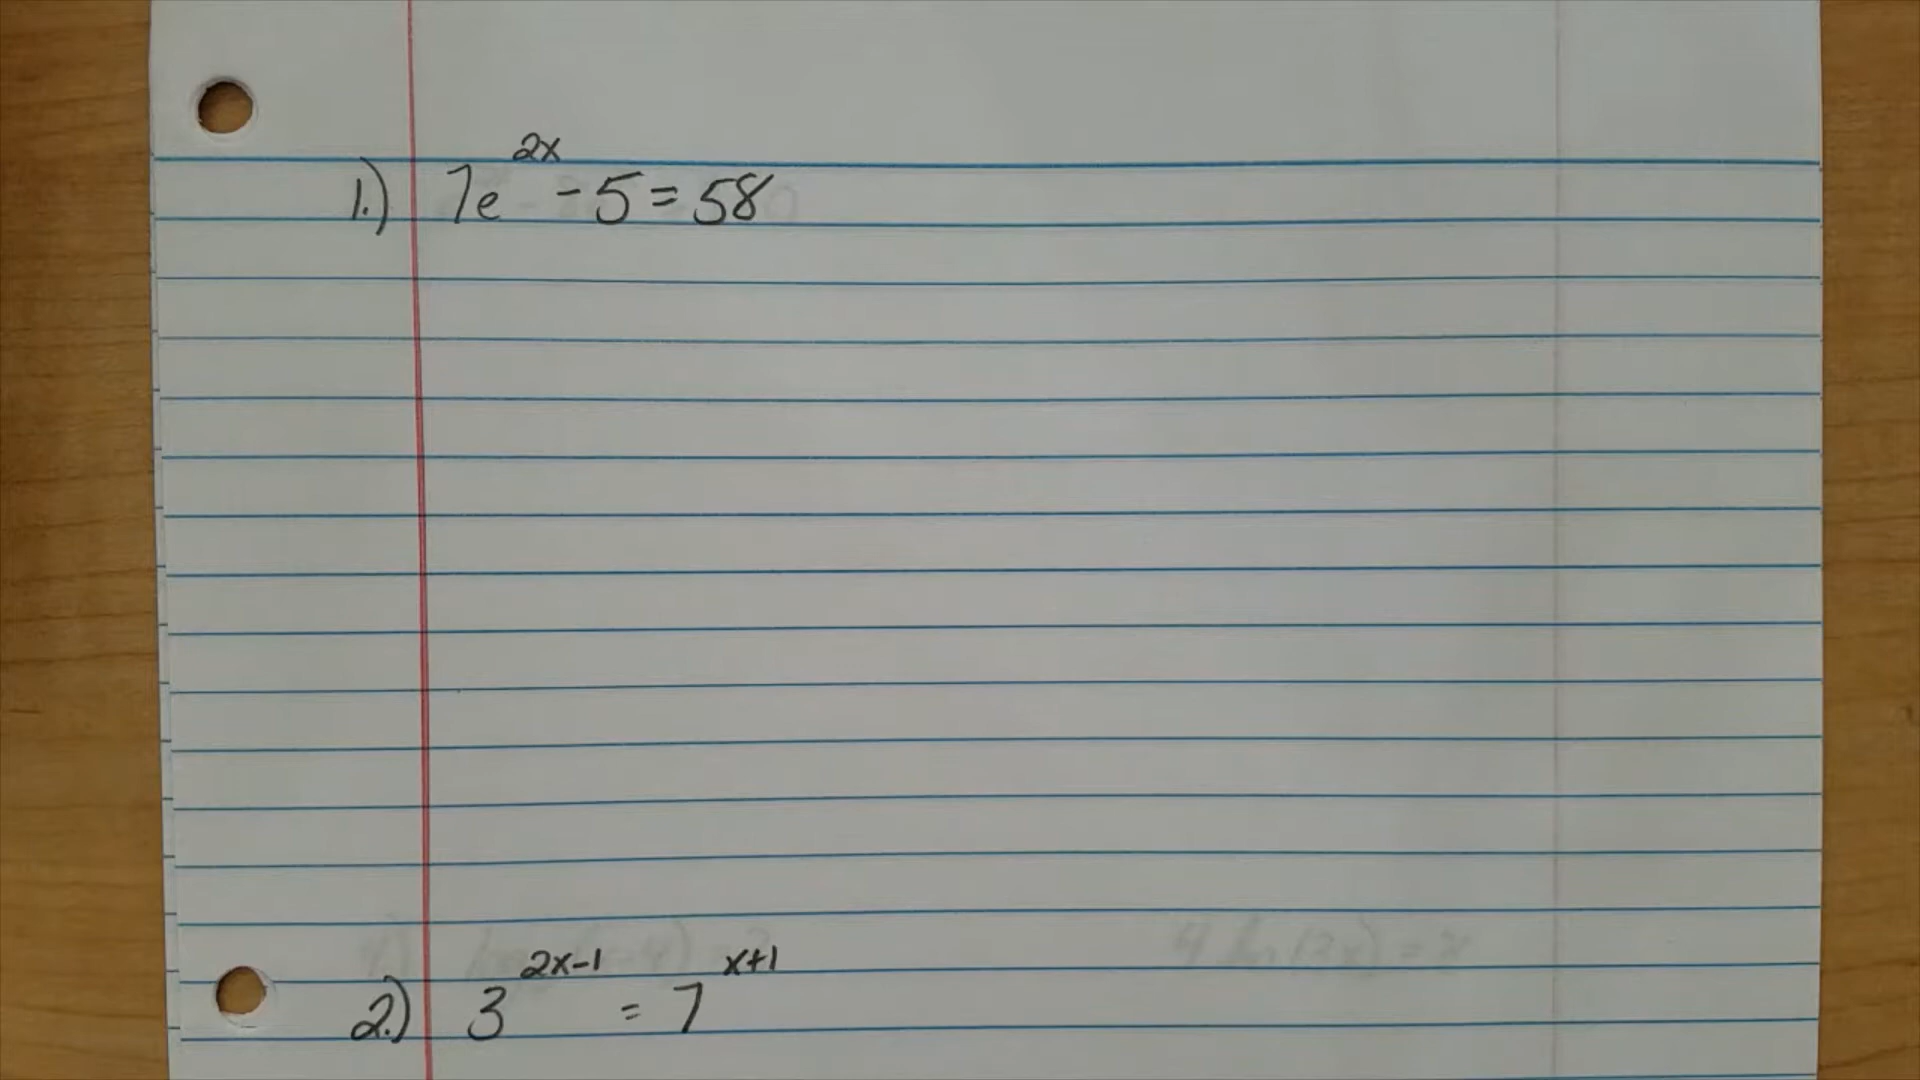 1.) 7e^{2x} - 5 = 58
2.) 3^{2x-1} = 7^{x+1}